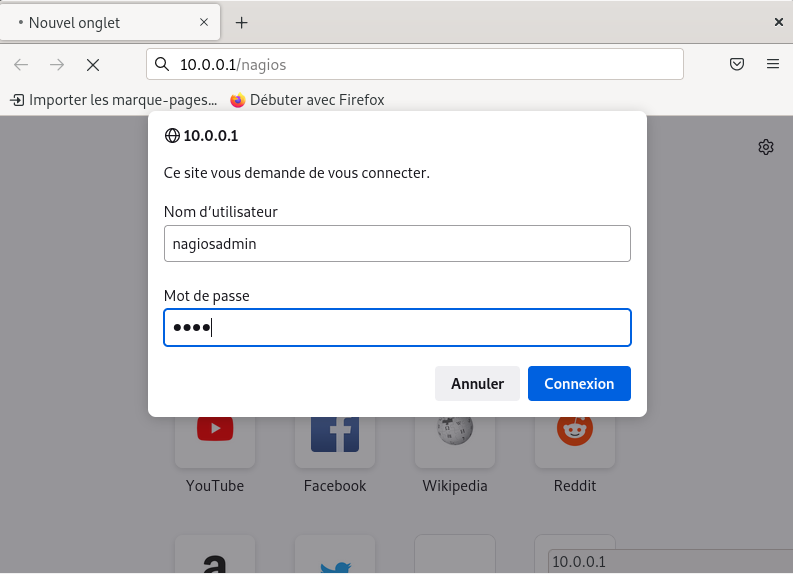 Nouvel onglet
10.0.0.1/nagios
Importer les marque-pages... Débuter avec Firefox
10.0.0.1
Ce site vous demande de vous connecter.
Nom d’utilisateur
nagiosadmin
Mot de passe
●●●●
Annuler Connexion
YouTube Facebook Wikipedia Reddit
10.0.0.1